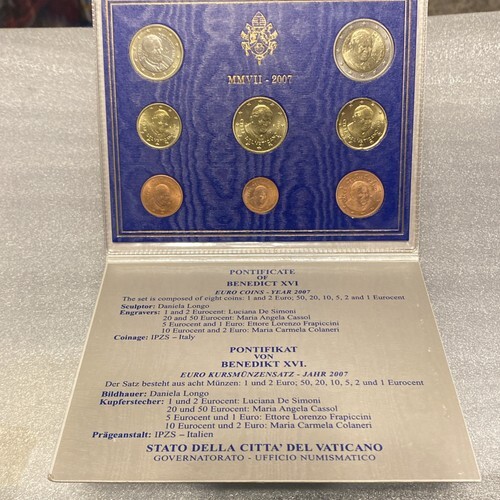 MMVII - 2007
PONTIFICATE
OF
BENEDICT XVI
EURO COINS - YEAR 2007
The set is composed of eight coins: 1 and 2 Euro; 50, 20, 10, 5, 2 and 1 Eurocent
Sculptor: Daniela Longo
Engravers: 1 and 2 Eurocent: Luciana De Simoni
20 and 50 Eurocent: Maria Angela Cassol
5 Eurocent and 1 Euro: Ettore Lorenzo Frapiccini
10 Eurocent and 2 Euro: Maria Carmela Colaneri
Coinage: IPZS – Italy
PONTIFIKAT
VON
BENEDIKT XVI.
EURO KURSMÜNZENSATZ - JAHR 2007
Der Satz besteht aus acht Münzen: 1 und 2 Euro; 50, 20, 10, 5, 2 und 1 Eurocent
Bildhauer: Daniela Longo
Kupferstecher: 1 und 2 Eurocent: Luciana De Simoni
20 und 50 Eurocent: Maria Angela Cassol
5 Eurocent und 1 Euro: Ettore Lorenzo Frapiccini
10 Eurocent und 2 Euro: Maria Carmela Colaneri
Prägeanstalt: IPZS – Italien
STATO DELLA CITTA' DEL VATICANO
GOVERNATORATO - UFFICIO NUMISMATICO